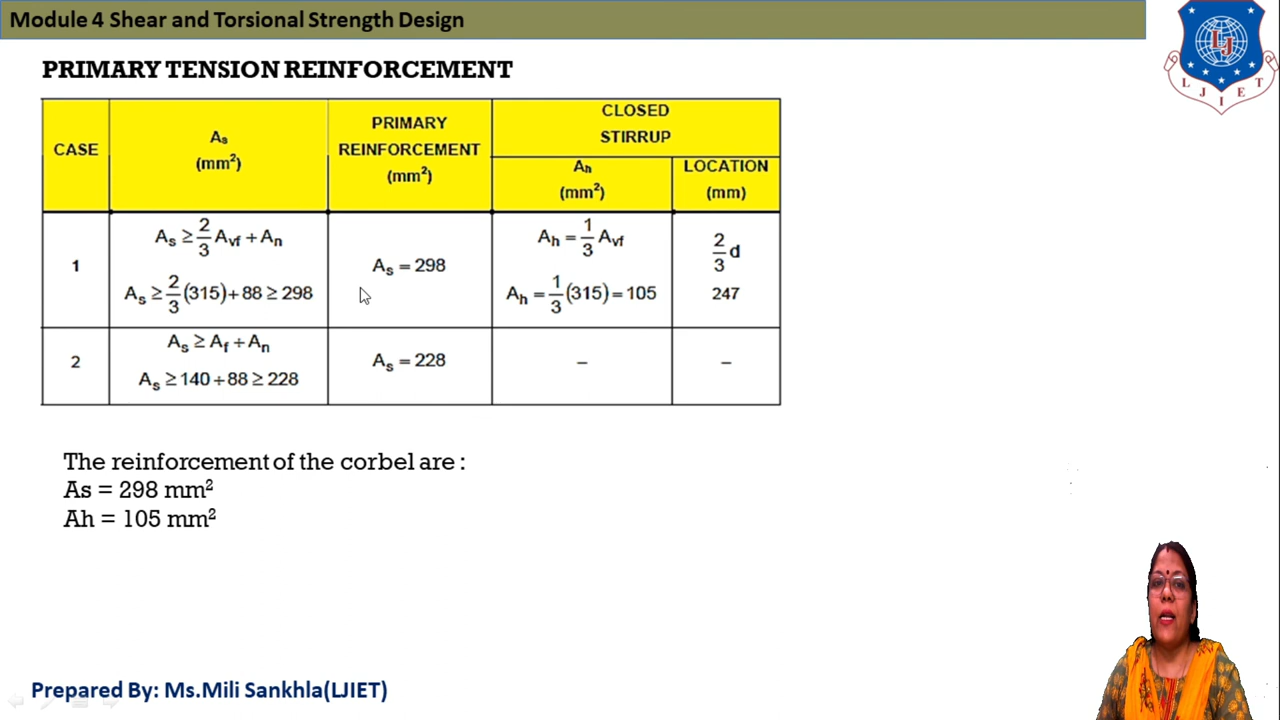 Module 4 Shear and Torsional Strength Design
LJ
L J I E T
PRIMARY TENSION REINFORCEMENT
CASE
As
(mm²)
PRIMARY
REINFORCEMENT
(mm²)
CLOSED
STIRRUP
Ah
(mm²)
LOCATION
(mm)
1
As ≥ 2/3 Avf + An
As ≥ 2/3 (315) + 88 ≥ 298
As = 298
Ah = 1/3 Avf
Ah = 1/3 (315) = 105
2/3 d
247
2
As ≥ Af + An
As ≥ 140 + 88 ≥ 228
As = 228
–
–
The reinforcement of the corbel are :
As = 298 mm²
Ah = 105 mm²
Prepared By: Ms.Mili Sankhla(LJIET)